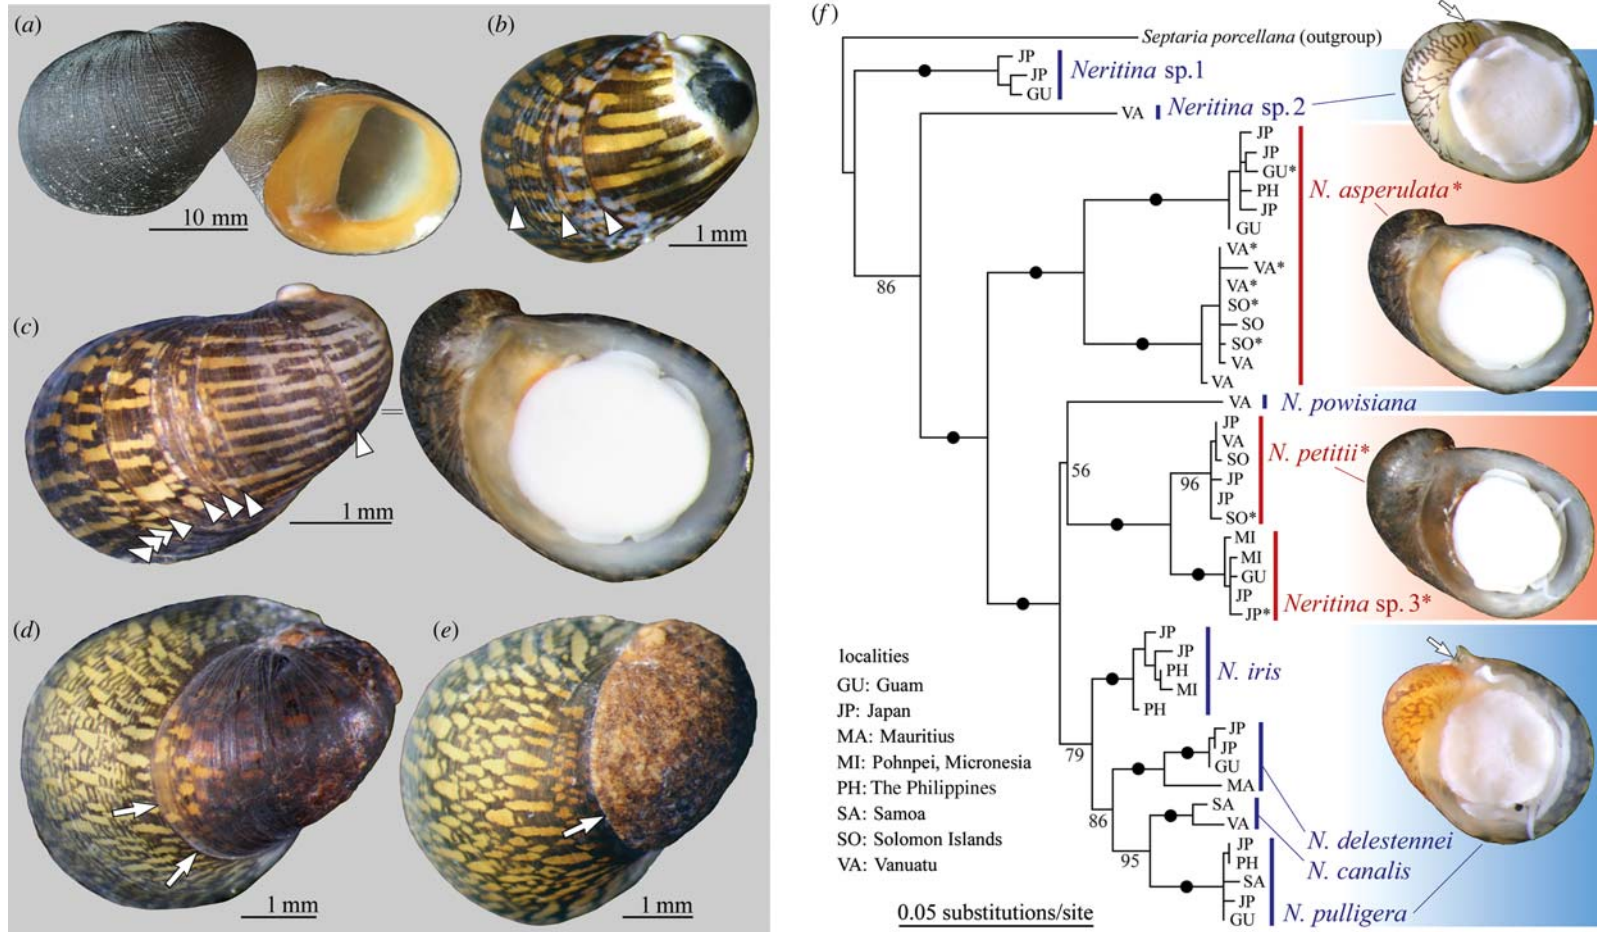 (a)
10 mm
(b)
1 mm
(c)
1 mm
(d)
1 mm
(e)
1 mm
(f)
Septaria porcellana (outgroup)
JP
JP
GU
Neritina sp.1
VA
Neritina sp.2
JP
JP
GU*
PH
JP
GU
N. asperulata*
VA*
VA*
VA*
SO*
SO
SO*
VA
VA
86
VA
N. powisiana
56
JP
VA
SO
JP
JP
SO*
N. petitii*
96
MI
MI
GU
JP
JP*
Neritina sp.3*
JP
JP
PH
MI
PH
N. iris
79
JP
JP
GU
MA
86
SA
VA
95
JP
PH
SA
JP
GU
N. delestennei
N. canalis
N. pulligera
localities
GU: Guam
JP: Japan
MA: Mauritius
MI: Pohnpei, Micronesia
PH: The Philippines
SA: Samoa
SO: Solomon Islands
VA: Vanuatu
0.05 substitutions/site